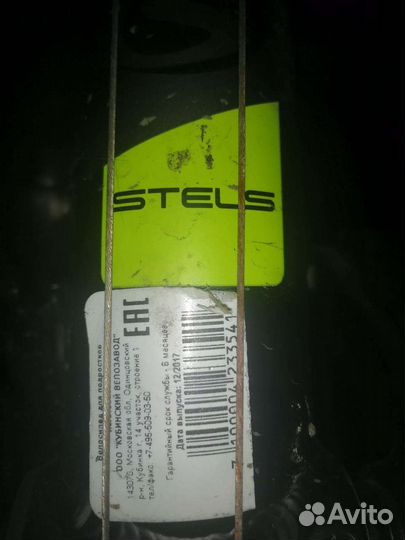 STELS
Велосипед для подростков
ООО "КУБИНСКИЙ ВЕЛОЗАВОД"
143070, Московская обл, Одинцовский
р-н, Кубинка г, 14 участок, строение 1
тел/факс: +7-495-509-03-50
Гарантийный срок службы : 6 месяцев
Дата выпуска: 12/2017
EAC
Avito